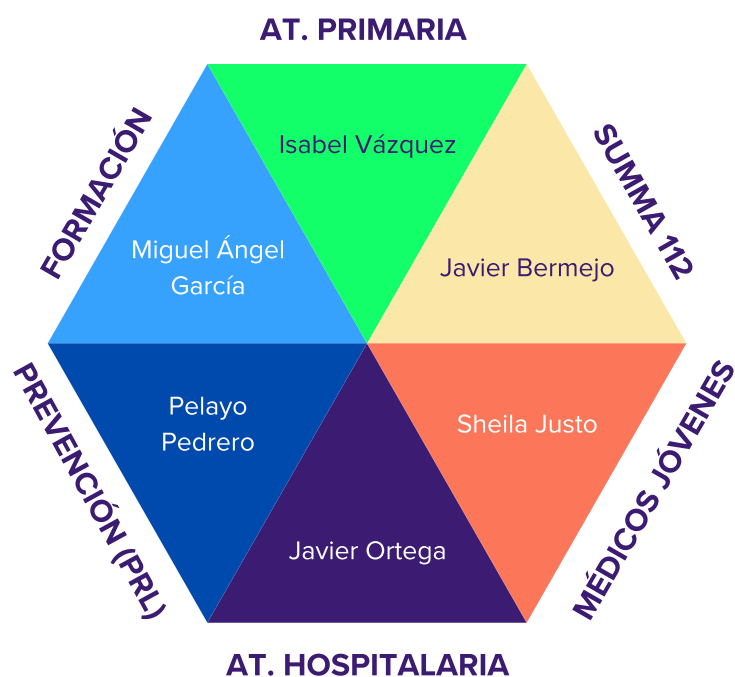 AT. PRIMARIA
Isabel Vázquez
FORMACIÓN
Miguel Ángel
García
SUMMA 112
Javier Bermejo
PREVENCIÓN (PRL)
Pelayo
Pedrero
Sheila Justo
MÉDICOS JÓVENES
Javier Ortega
AT. HOSPITALARIA